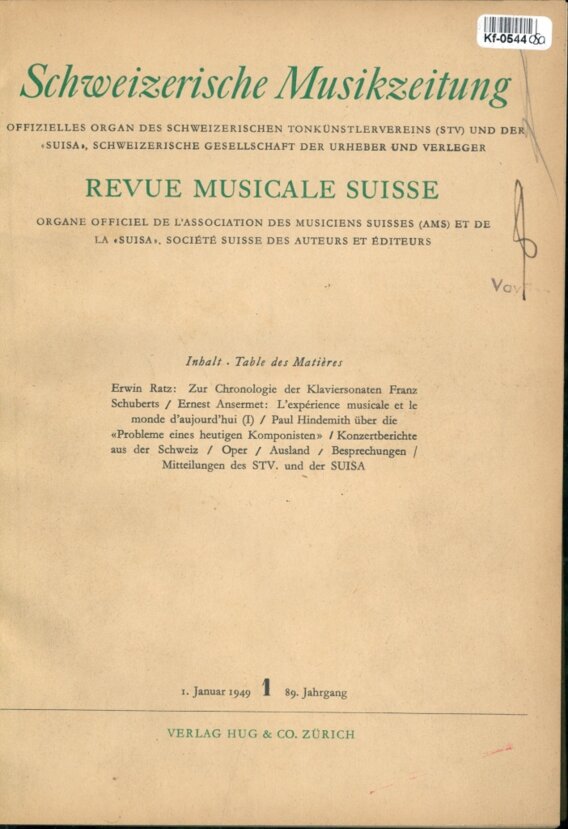 Kf-0544
Schweizerische Musikzeitung
OFFIZIELLES ORGAN DES SCHWEIZERISCHEN TONKÜNSTLERVEREINS (STV) UND DER
«SUISA», SCHWEIZERISCHE GESELLSCHAFT DER URHEBER UND VERLEGER
REVUE MUSICALE SUISSE
ORGANE OFFICIEL DE L'ASSOCIATION DES MUSICIENS SUISSES (AMS) ET DE
LA «SUISA», SOCIÉTÉ SUISSE DES AUTEURS ET ÉDITEURS
Inhalt · Table des Matières
Erwin Ratz: Zur Chronologie der Klaviersonaten Franz
Schuberts / Ernest Ansermet: L'expérience musicale et le
monde d'aujourd'hui (I) / Paul Hindemith über die
«Probleme eines heutigen Komponisten» / Konzertberichte
aus der Schweiz / Oper / Ausland / Besprechungen /
Mitteilungen des STV. und der SUISA
1. Januar 1949 1 89. Jahrgang
VERLAG HUG & CO. ZÜRICH